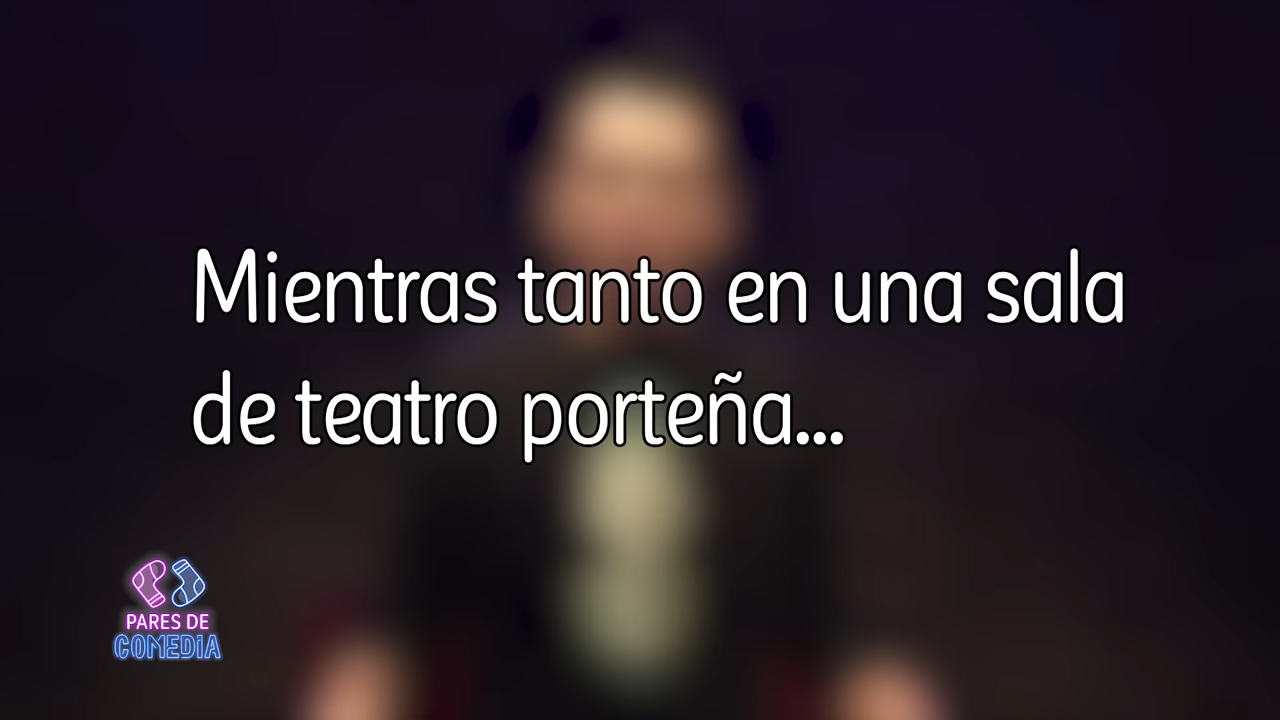 Mientras tanto en una sala
de teatro porteña...
PARES DE
COMEDIA